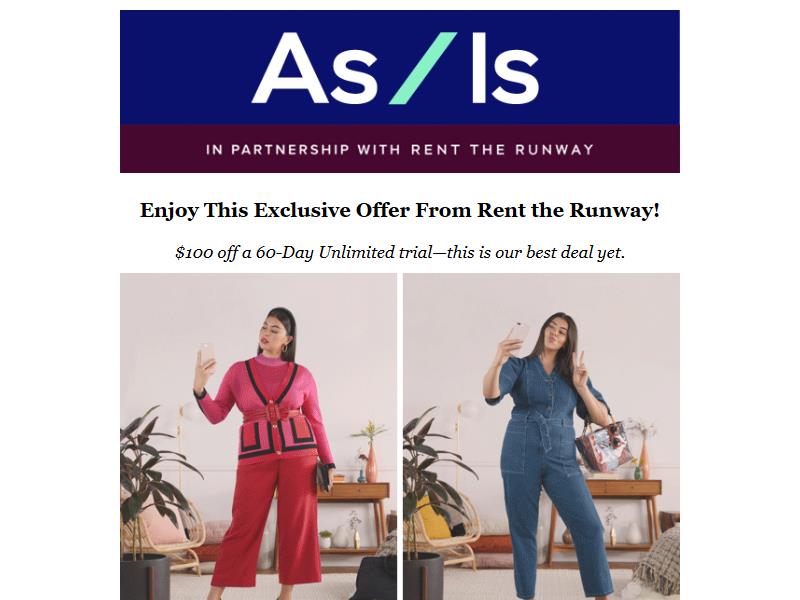 As/Is
IN PARTNERSHIP WITH RENT THE RUNWAY
Enjoy This Exclusive Offer From Rent the Runway!
$100 off a 60-Day Unlimited trial—this is our best deal yet.